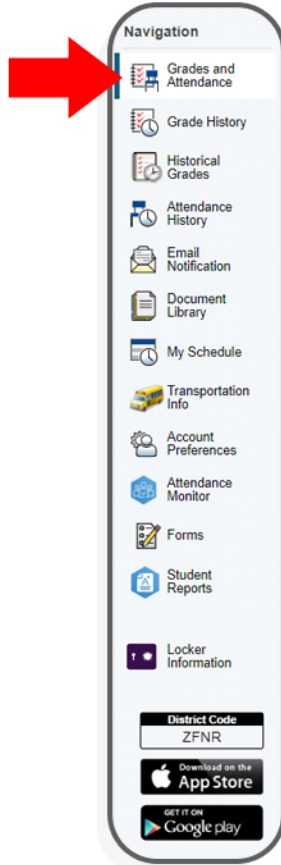 Navigation
Grades and
Attendance
Grade History
Historical
Grades
Attendance
History
Email
Notification
Document
Library
My Schedule
Transportation
Info
Account
Preferences
Attendance
Monitor
Forms
Student
Reports
Locker
Information
District Code
ZFNR
Download on the
App Store
GET IT ON
Google play